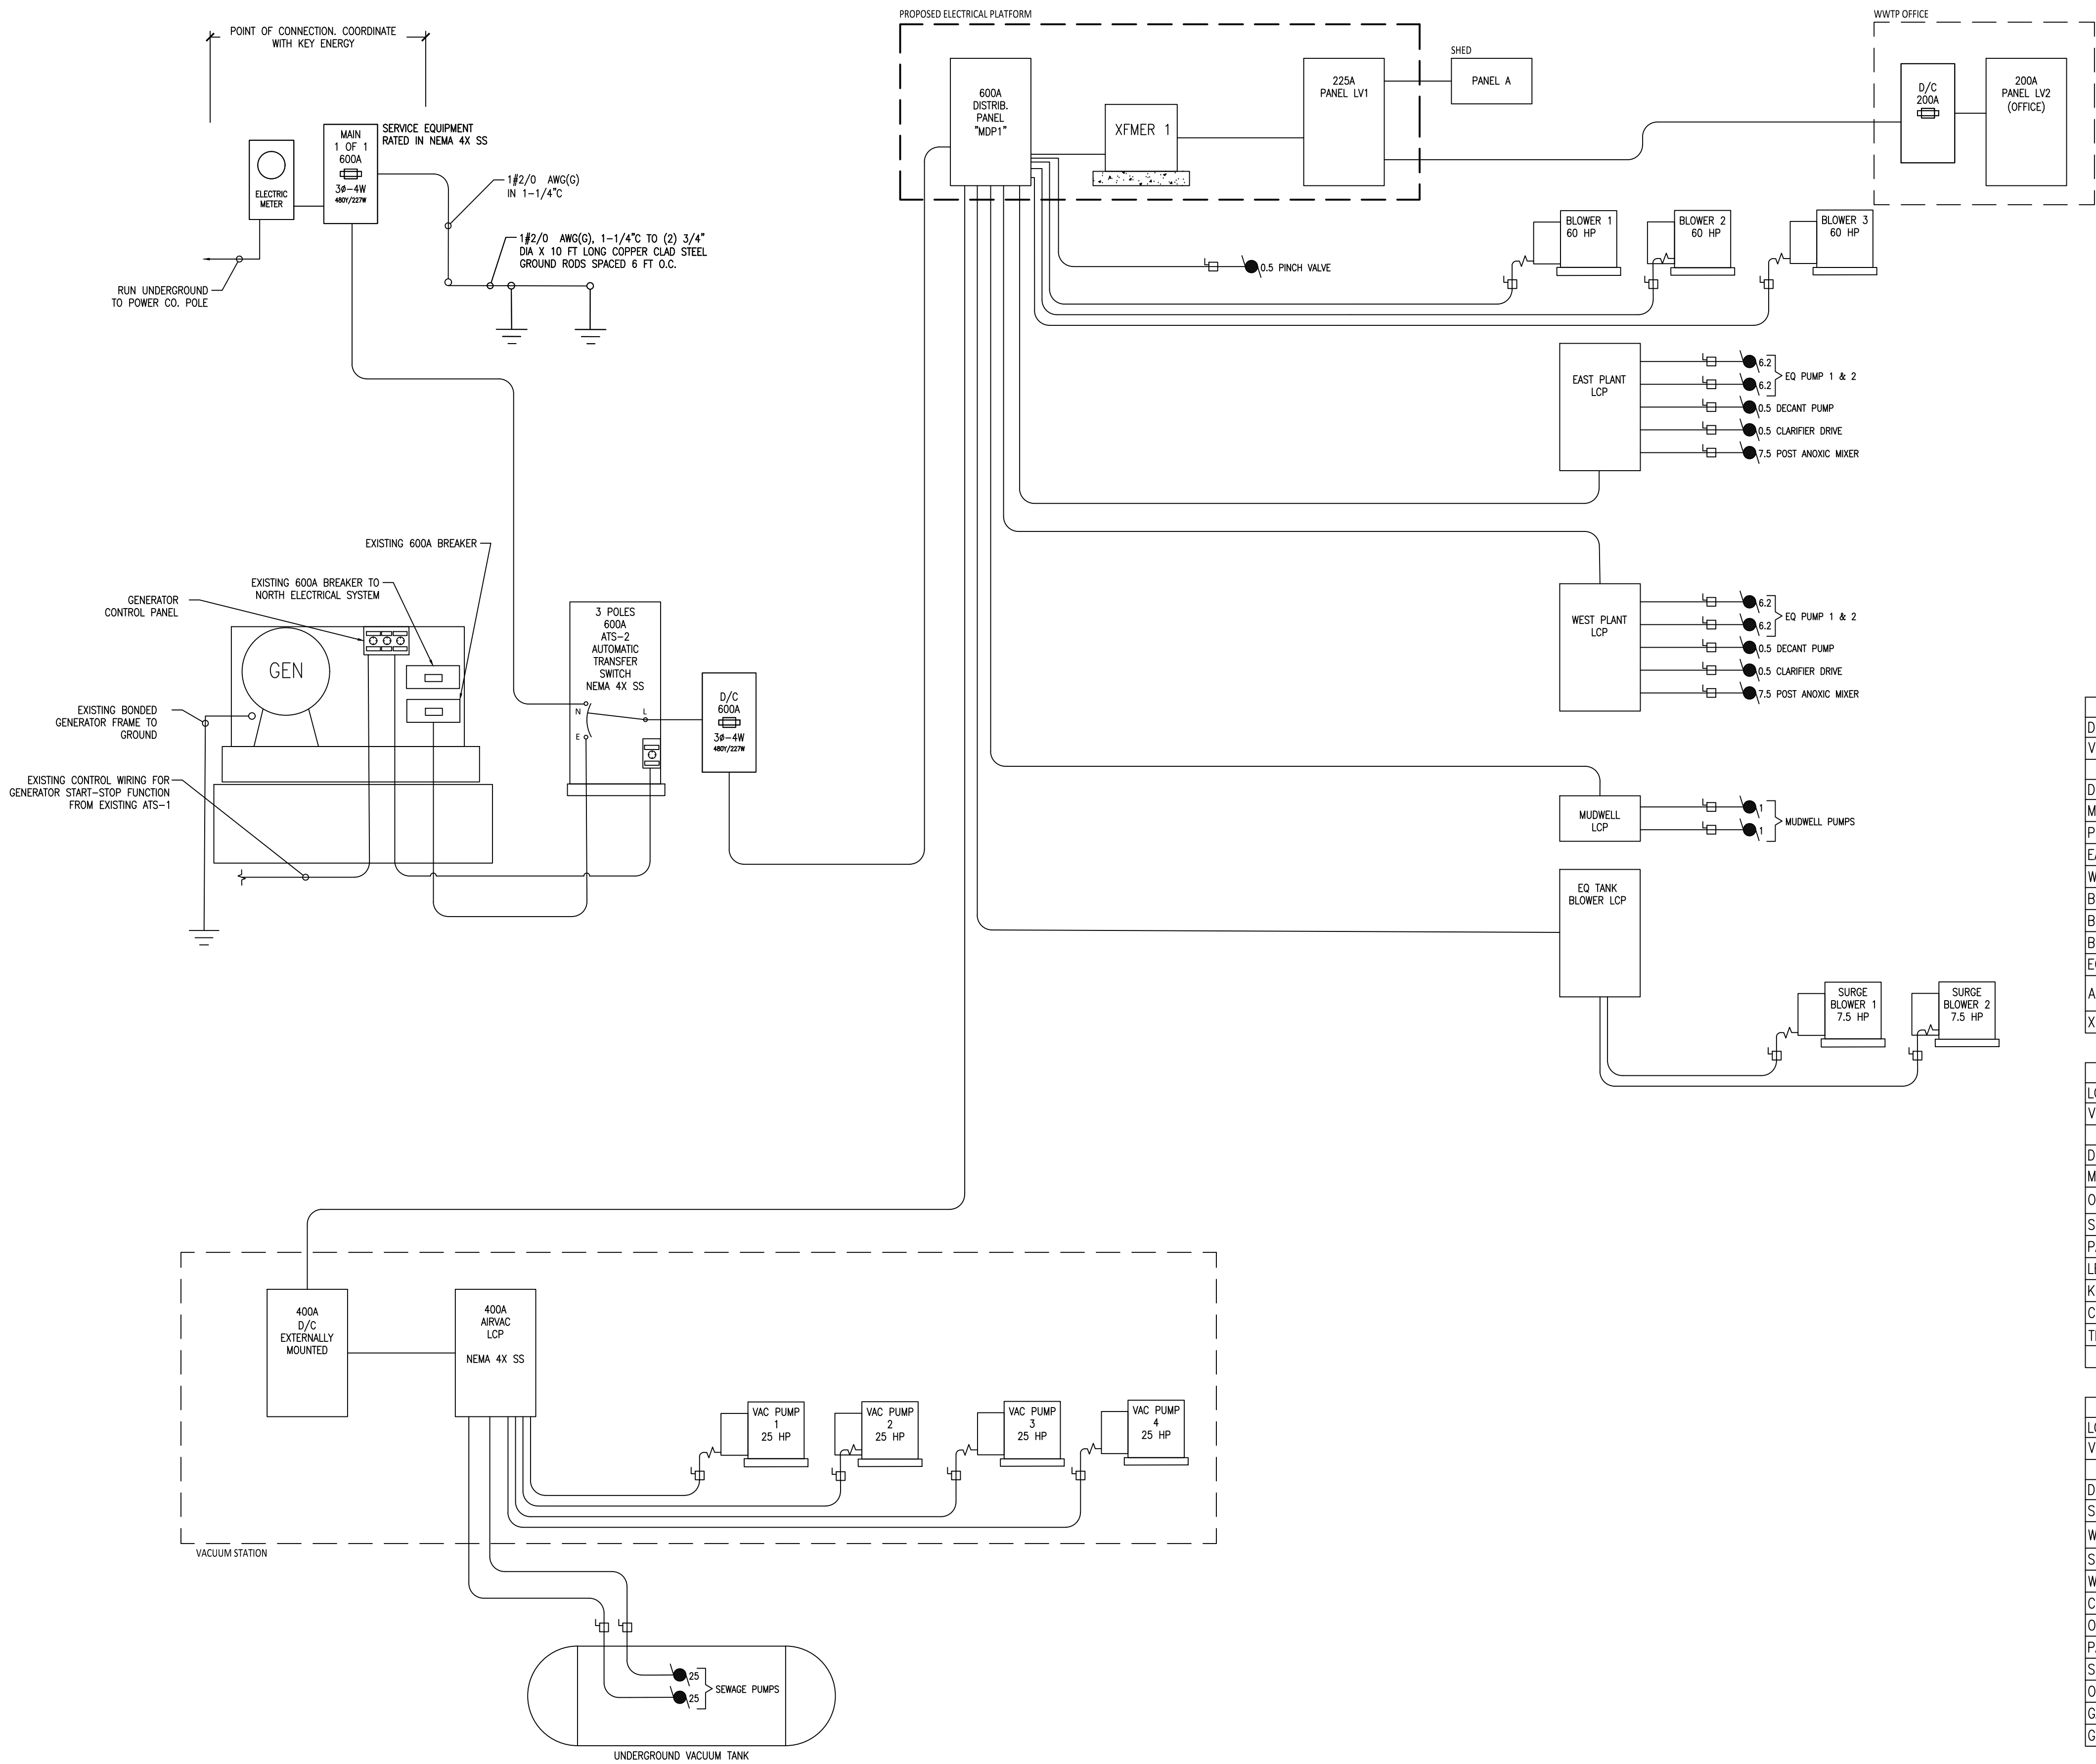 POINT OF CONNECTION. COORDINATE
WITH KEY ENERGY
ELECTRIC
METER
MAIN
1 OF 1
600A
3ø-4W
480Y/227W
SERVICE EQUIPMENT
RATED IN NEMA 4X SS
1#2/0 AWG(G)
IN 1-1/4"C
1#2/0 AWG(G), 1-1/4"C TO (2) 3/4"
DIA X 10 FT LONG COPPER CLAD STEEL
GROUND RODS SPACED 6 FT O.C.
RUN UNDERGROUND
TO POWER CO. POLE
PROPOSED ELECTRICAL PLATFORM
600A
DISTRIB.
PANEL
"MDP1"
XFMER 1
225A
PANEL LV1
SHED
PANEL A
WWTP OFFICE
D/C
200A
200A
PANEL LV2
(OFFICE)
0.5 PINCH VALVE
BLOWER 1
60 HP
BLOWER 2
60 HP
BLOWER 3
60 HP
EAST PLANT
LCP
6.2
6.2
EQ PUMP 1 & 2
0.5 DECANT PUMP
0.5 CLARIFIER DRIVE
7.5 POST ANOXIC MIXER
WEST PLANT
LCP
6.2
6.2
EQ PUMP 1 & 2
0.5 DECANT PUMP
0.5 CLARIFIER DRIVE
7.5 POST ANOXIC MIXER
MUDWELL
LCP
1
1
MUDWELL PUMPS
EQ TANK
BLOWER LCP
SURGE
BLOWER 1
7.5 HP
SURGE
BLOWER 2
7.5 HP
EXISTING 600A BREAKER
EXISTING 600A BREAKER TO
NORTH ELECTRICAL SYSTEM
GENERATOR
CONTROL PANEL
GEN
EXISTING BONDED
GENERATOR FRAME TO
GROUND
EXISTING CONTROL WIRING FOR
GENERATOR START-STOP FUNCTION
FROM EXISTING ATS-1
3 POLES
600A
ATS-2
AUTOMATIC
TRANSFER
SWITCH
NEMA 4X SS
N
L
E
D/C
600A
3ø-4W
480Y/227W
400A
D/C
EXTERNALLY
MOUNTED
400A
AIRVAC
LCP
NEMA 4X SS
VAC PUMP
1
25 HP
VAC PUMP
2
25 HP
VAC PUMP
3
25 HP
VAC PUMP
4
25 HP
VACUUM STATION
25
25
SEWAGE PUMPS
UNDERGROUND VACUUM TANK